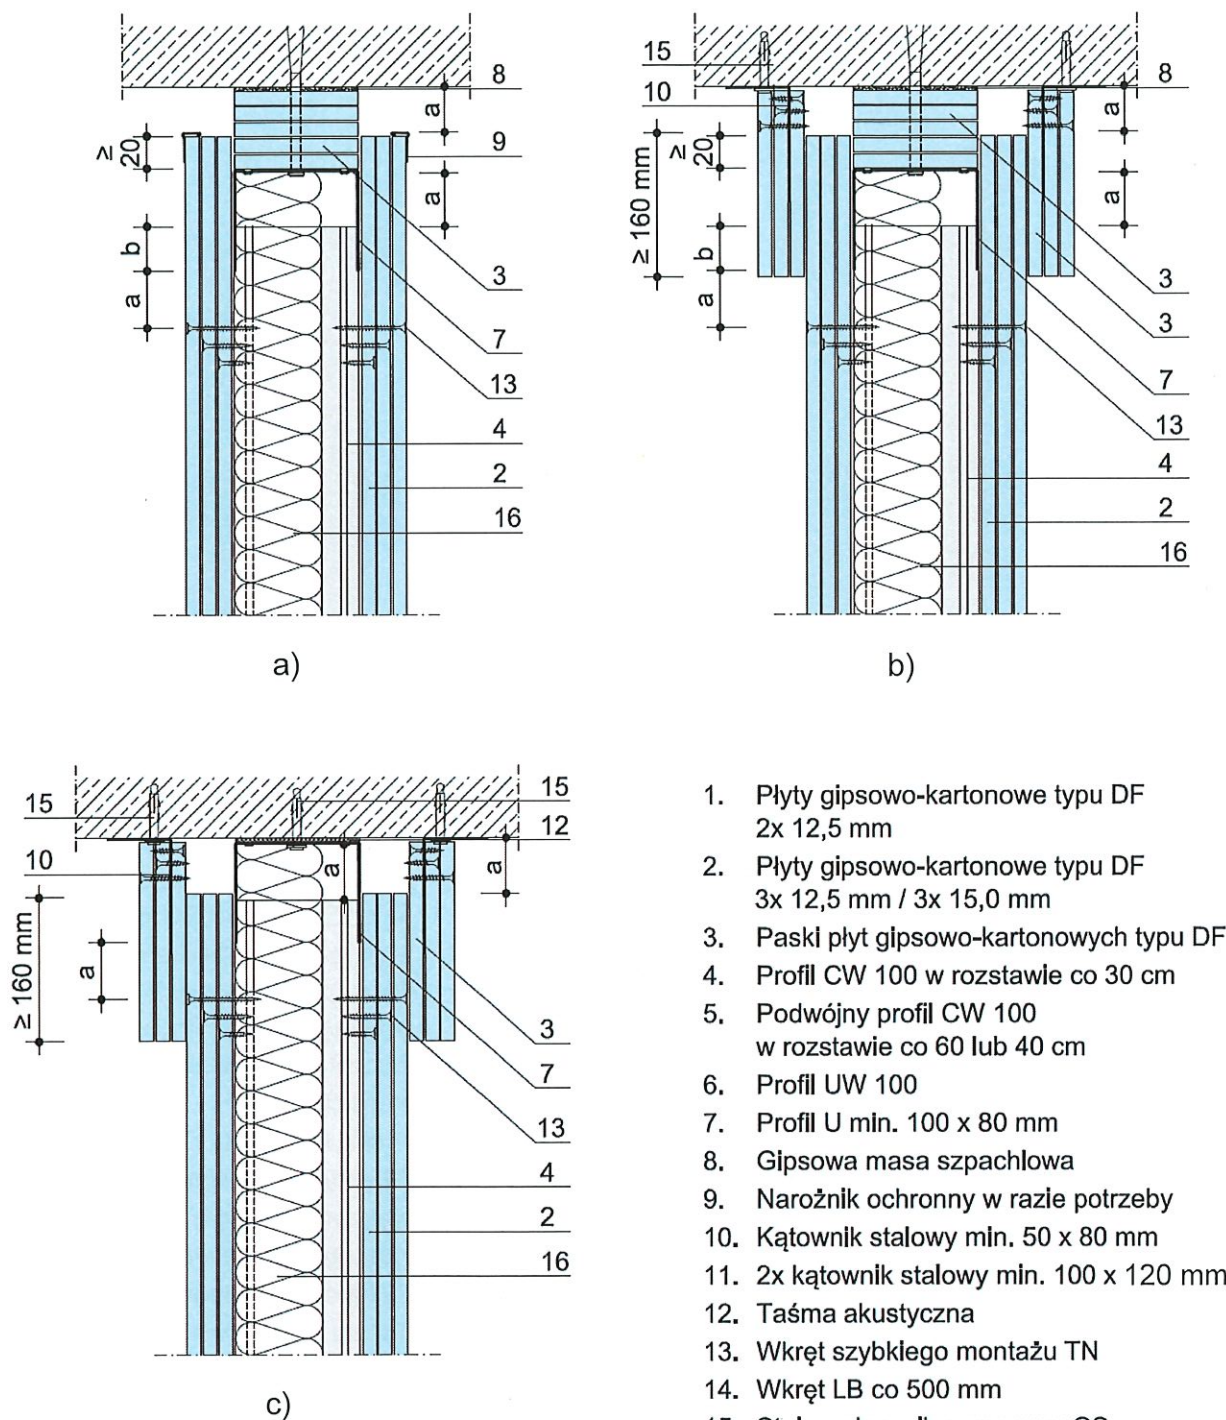 8
9
3
7
13
4
2
16
a
a
≥ 20
b
a
a)
15
10
8
3
3
7
13
4
2
16
a
a
≥ 20
≥ 160 mm
b
a
b)
15
10
15
12
3
7
13
4
2
16
a
a
a
≥ 160 mm
c)
1. Płyty gipsowo-kartonowe typu DF
2x 12,5 mm
2. Płyty gipsowo-kartonowe typu DF
3x 12,5 mm / 3x 15,0 mm
3. Paski płyt gipsowo-kartonowych typu DF
4. Profil CW 100 w rozstawie co 30 cm
5. Podwójny profil CW 100
w rozstawie co 60 lub 40 cm
6. Profil UW 100
7. Profil U min. 100 x 80 mm
8. Gipsowa masa szpachlowa
9. Narożnik ochronny w razie potrzeby
10. Kątownik stalowy min. 50 x 80 mm
11. 2x kątownik stalowy min. 100 x 120 mm
12. Taśma akustyczna
13. Wkręt szybkiego montażu TN
14. Wkręt LB co 500 mm